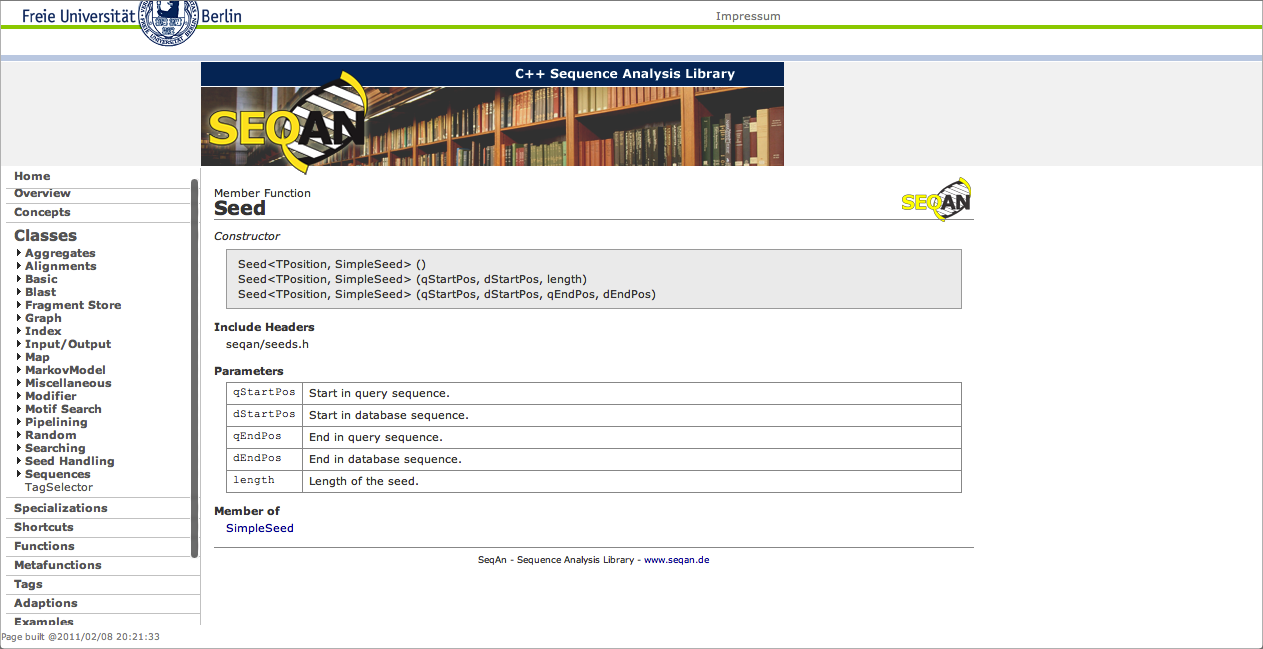 Freie Universität Berlin
Impressum
C++ Sequence Analysis Library
SEQAN
Home
Overview
Concepts
Classes
Aggregates
Alignments
Basic
Blast
Fragment Store
Graph
Index
Input/Output
Map
MarkovModel
Miscellaneous
Modifier
Motif Search
Pipelining
Random
Searching
Seed Handling
Sequences
TagSelector
Specializations
Shortcuts
Functions
Metafunctions
Tags
Adaptions
Examples
Page built @2011/02/08 20:21:33
Member Function
Seed
SEQAN
Constructor
Seed<TPosition, SimpleSeed> ()
Seed<TPosition, SimpleSeed> (qStartPos, dStartPos, length)
Seed<TPosition, SimpleSeed> (qStartPos, dStartPos, qEndPos, dEndPos)
Include Headers
seqan/seeds.h
Parameters
qStartPos Start in query sequence.
dStartPos Start in database sequence.
qEndPos End in query sequence.
dEndPos End in database sequence.
length Length of the seed.
Member of
SimpleSeed
SeqAn - Sequence Analysis Library - www.seqan.de